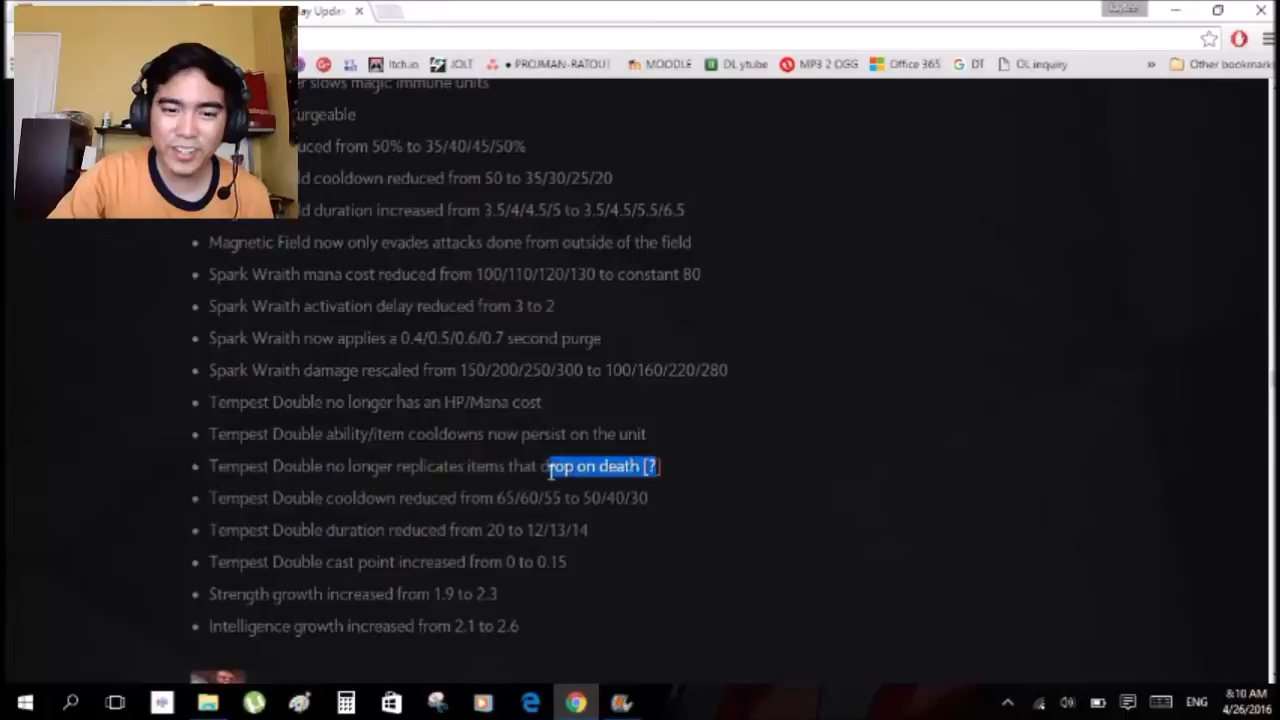 Itch.io JOLT • PROJMAN-RATOUT MOODLE DL ytube MP3 2 OGG Office 365 DT DL inquiry » Other bookmark
slows magic immune units
urgeable
uced from 50% to 35/40/45/50%
cooldown reduced from 50 to 35/30/25/20
duration increased from 3.5/4/4.5/5 to 3.5/4.5/5.5/6.5
• Magnetic Field now only evades attacks done from outside of the field
• Spark Wraith mana cost reduced from 100/110/120/130 to constant 80
• Spark Wraith activation delay reduced from 3 to 2
• Spark Wraith now applies a 0.4/0.5/0.6/0.7 second purge
• Spark Wraith damage rescaled from 150/200/250/300 to 100/160/220/280
• Tempest Double no longer has an HP/Mana cost
• Tempest Double ability/item cooldowns now persist on the unit
• Tempest Double no longer replicates items that drop on death [?]
• Tempest Double cooldown reduced from 65/60/55 to 50/40/30
• Tempest Double duration reduced from 20 to 12/13/14
• Tempest Double cast point increased from 0 to 0.15
• Strength growth increased from 1.9 to 2.3
• Intelligence growth increased from 2.1 to 2.6
ENG
8:10 AM
4/26/2016